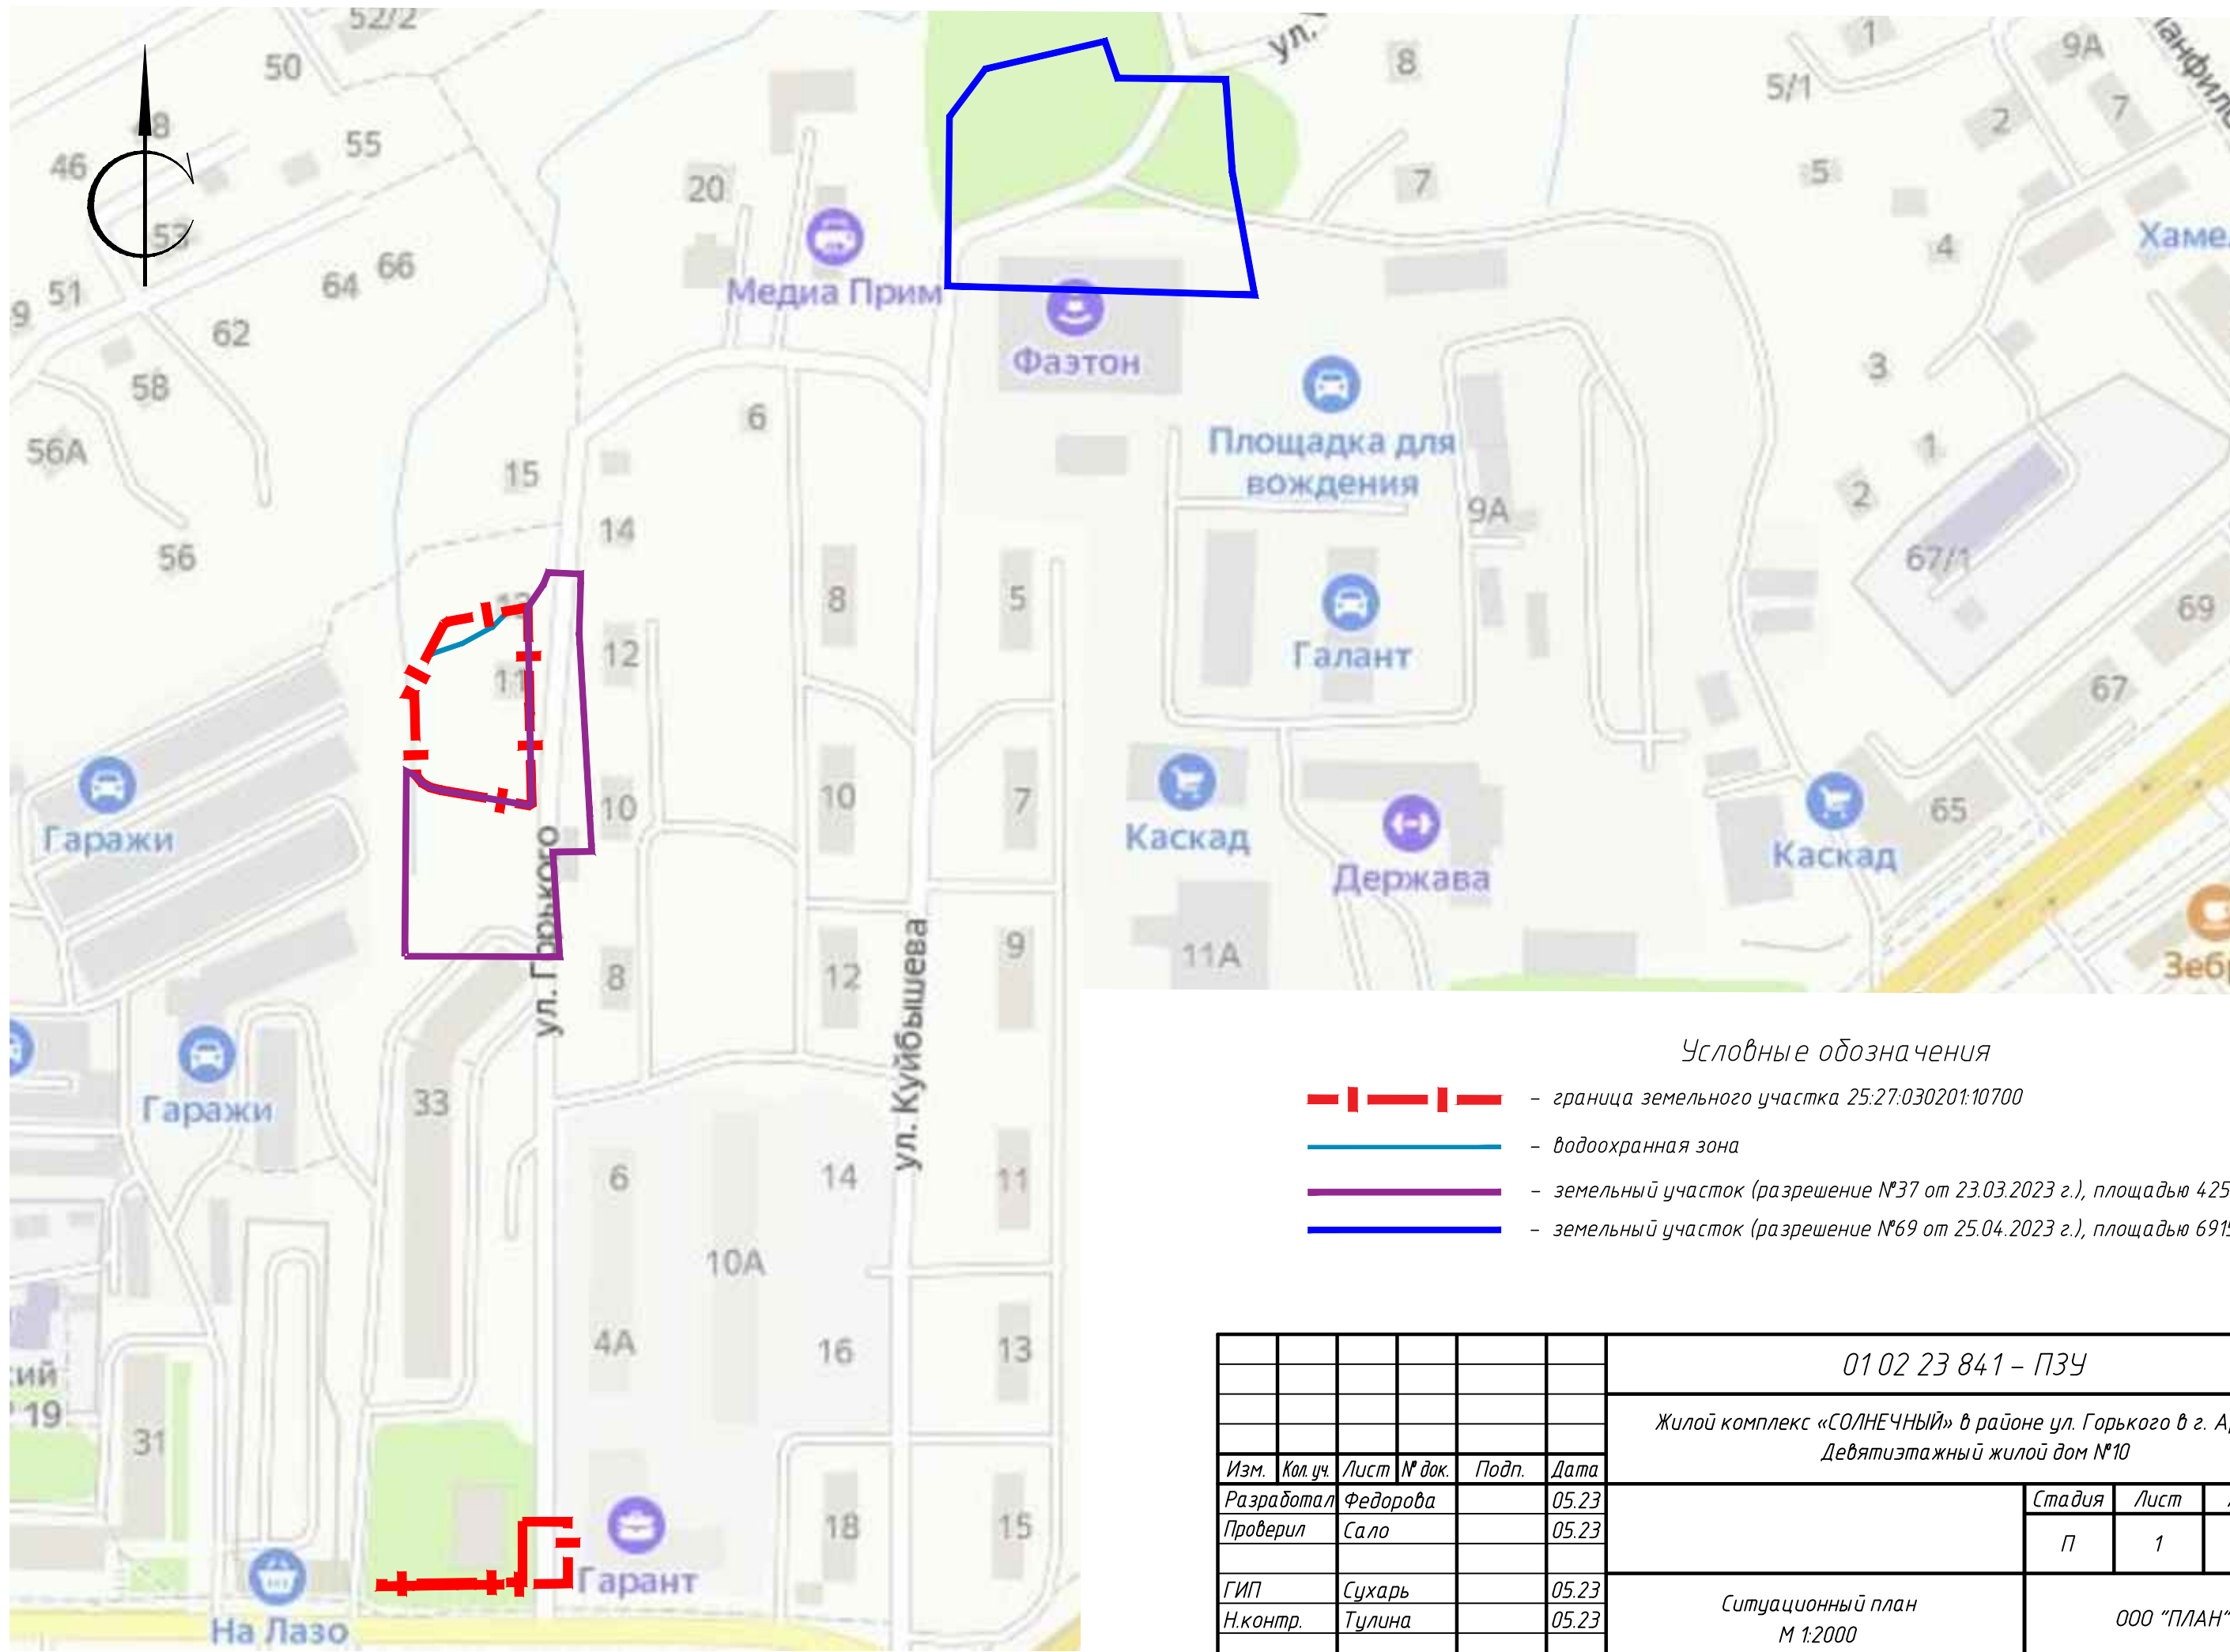 52/2
50
48
55
46
53
51
9
64
66
62
58
56А
56
20
Медиа Прим
ул.
8
7
Фаэтон
6
15
14
12
11
12
10
8
5
10
7
12
9
8
Площадка для
вождения
9А
Галант
Каскад
Держава
11А
1
5/1
9А
2
7
5
4
3
1
2
67/1
69
67
65
Каскад
Гаражи
Гаражи
33
ул. Горького
ул. Куйбышева
6
14
11
10А
4А
16
13
19
31
18
15
Гарант
На Лазо
Условные обозначения
– граница земельного участка 25:27:030201:10700
– водоохранная зона
– земельный участок (разрешение №37 от 23.03.2023 г.), площадью 425
– земельный участок (разрешение №69 от 25.04.2023 г.), площадью 691
01 02 23 841 – ПЗУ
Жилой комплекс «СОЛНЕЧНЫЙ» в районе ул. Горького в г.
Девятиэтажный жилой дом №10
Изм. Кол.уч. Лист № док. Подп. Дата
Разработал Федорова 05.23 Стадия Лист
Проверил Сало 05.23 П 1
ГИП Сухарь 05.23
Н.контр. Тулина 05.23
Ситуационный план
М 1:2000
ООО "ПЛАН"